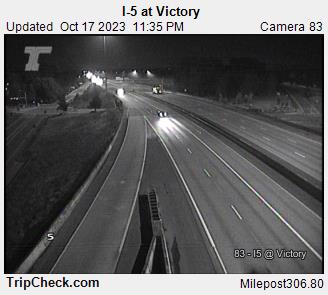 I-5 at Victory
Updated Oct 17 2023 11:35 PM Camera 83
T
5
83 - I5 @ Victory
TripCheck.com Milepost306.80